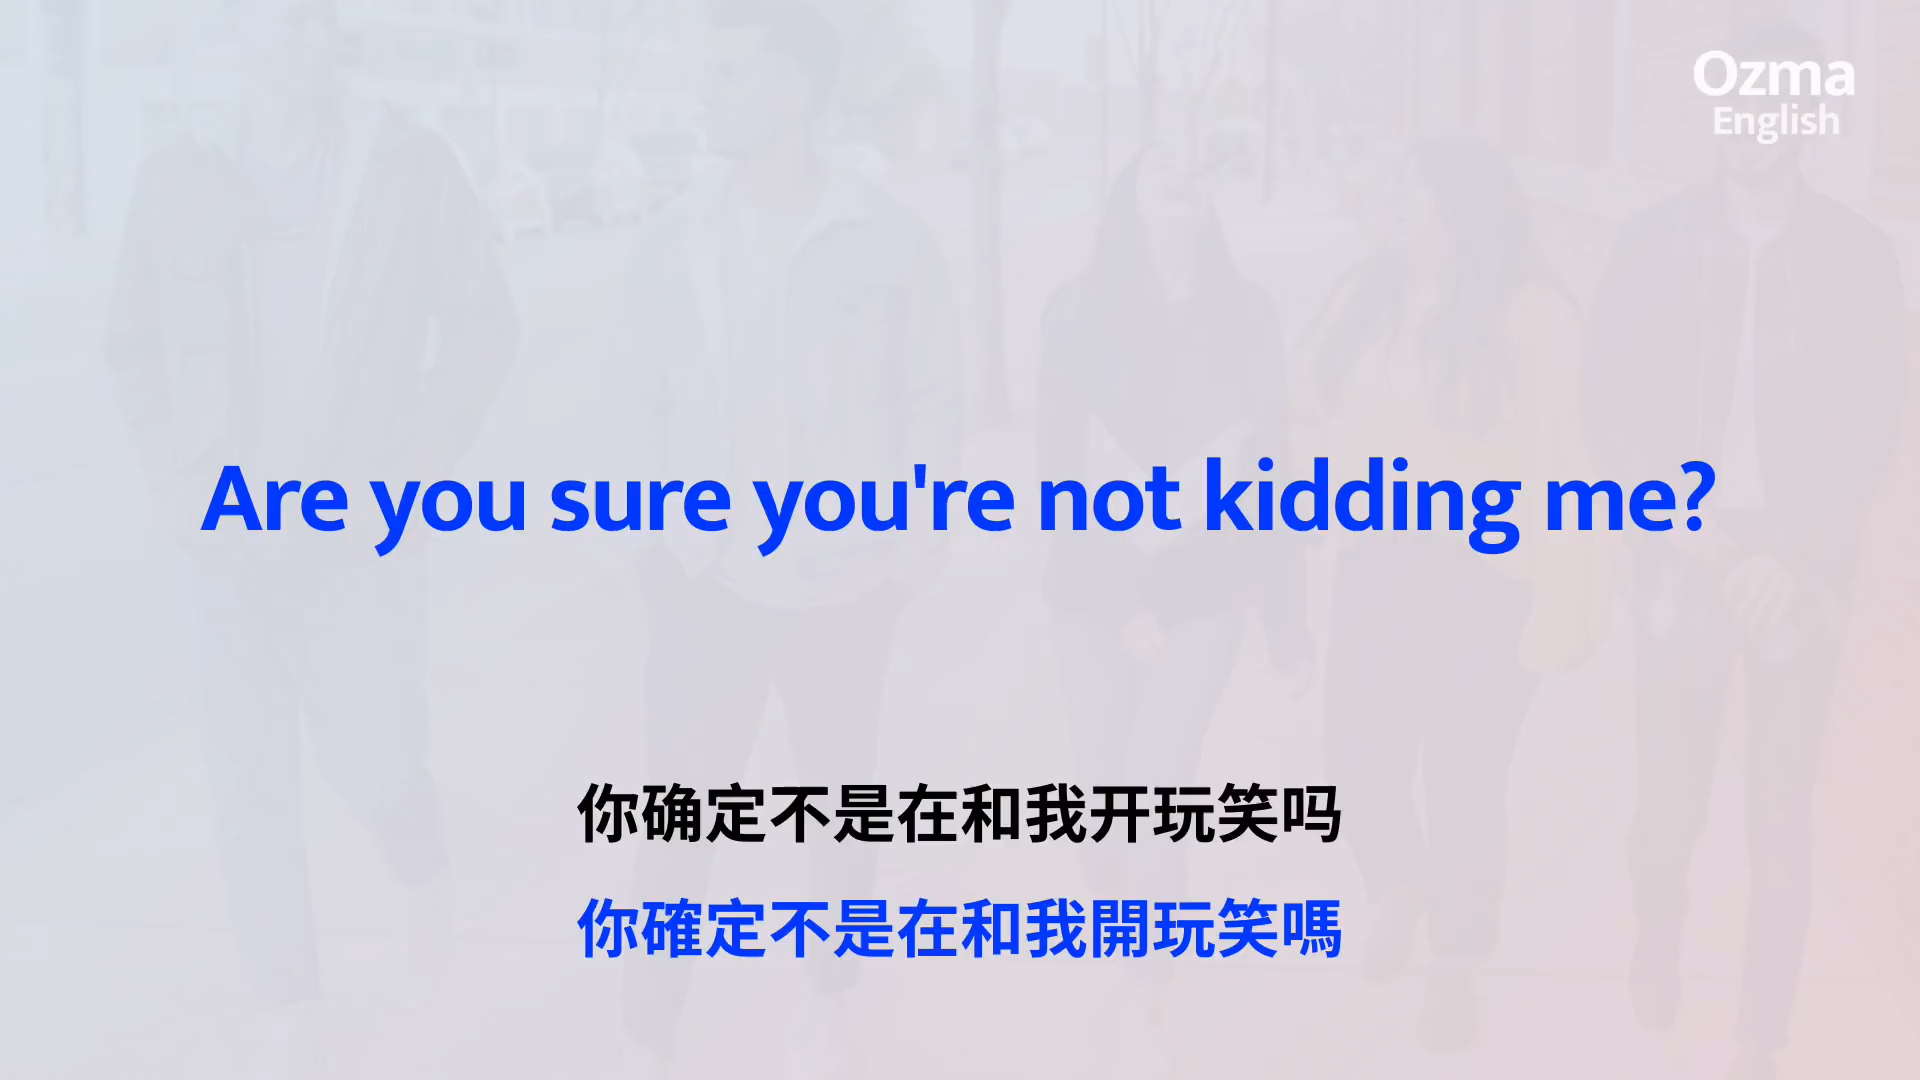 Ozma
English
Are you sure you're not kidding me?
你确定不是在和我开玩笑吗
你確定不是在和我開玩笑嗎